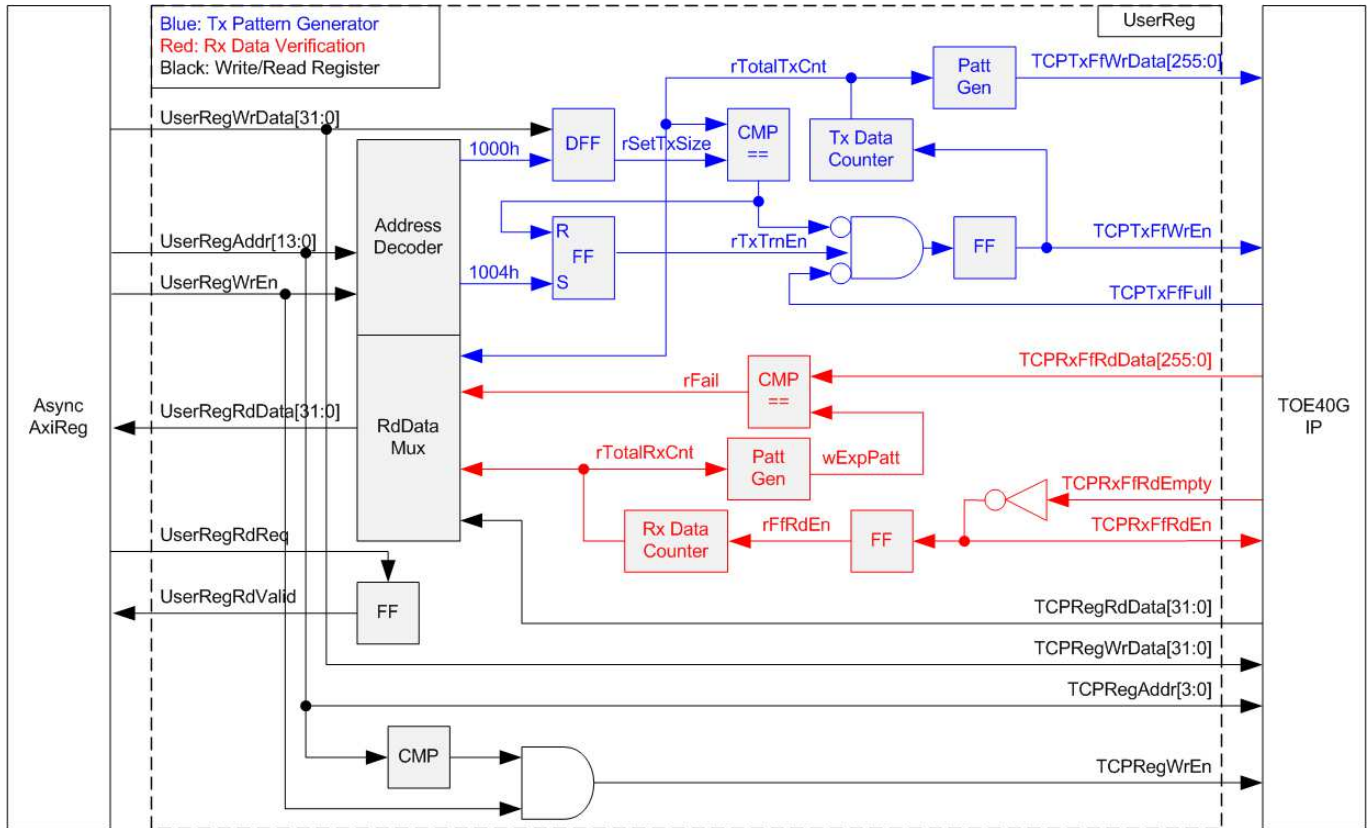 Blue: Tx Pattern Generator
Red: Rx Data Verification
Black: Write/Read Register
UserReg
rTotalTxCnt
Patt
Gen
TCPTxFfWrData[255:0]
UserRegWrData[31:0]
1000h
DFF
rSetTxSize
CMP
==
Tx Data
Counter
Address
Decoder
UserRegAddr[13:0]
R
FF
S
rTxTrnEn
FF
TCPTxFfWrEn
UserRegWrEn
1004h
TCPTxFfFull
TCPRxFfRdData[255:0]
rFail
CMP
==
Async
AxiReg
UserRegRdData[31:0]
RdData
Mux
TOE40G
IP
rTotalRxCnt
Patt
Gen
wExpPatt
TCPRxFfRdEmpty
UserRegRdReq
Rx Data
Counter
rFfRdEn
FF
TCPRxFfRdEn
UserRegRdValid
FF
TCPRegRdData[31:0]
TCPRegWrData[31:0]
TCPRegAddr[3:0]
CMP
TCPRegWrEn